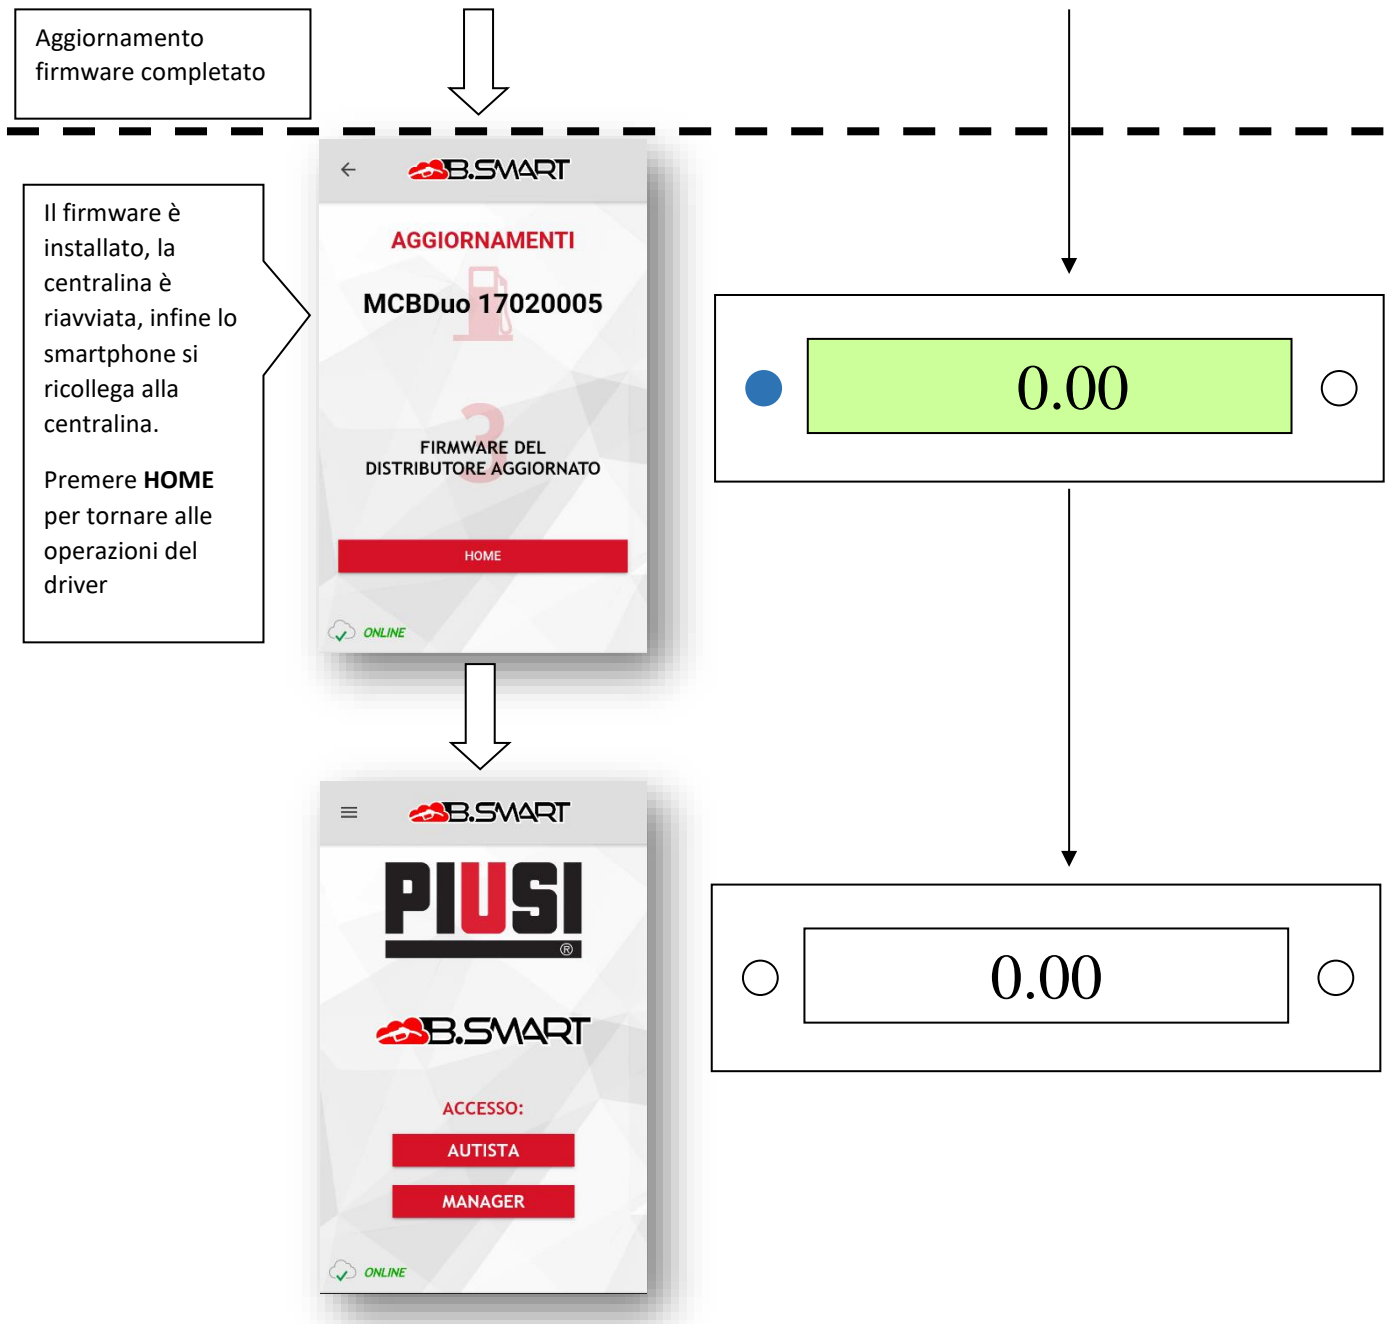 Aggiornamento
firmware completato
B.SMART
AGGIORNAMENTI
MCBDuo 17020005
3
FIRMWARE DEL
DISTRIBUTORE AGGIORNATO
HOME
ONLINE
Il firmware è
installato, la
centralina è
riavviata, infine lo
smartphone si
ricollega alla
centralina.
Premere HOME
per tornare alle
operazioni del
driver
0.00
B.SMART
PIUSI
®
B.SMART
ACCESSO:
AUTISTA
MANAGER
ONLINE
0.00